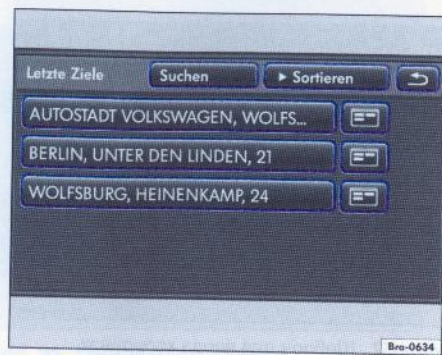 Letzte Ziele Suchen ▶ Sortieren
AUTOSTADT VOLKSWAGEN, WOLFS...
BERLIN, UNTER DEN LINDEN, 21
WOLFSBURG, HEINENKAMP, 24
Bra-0634